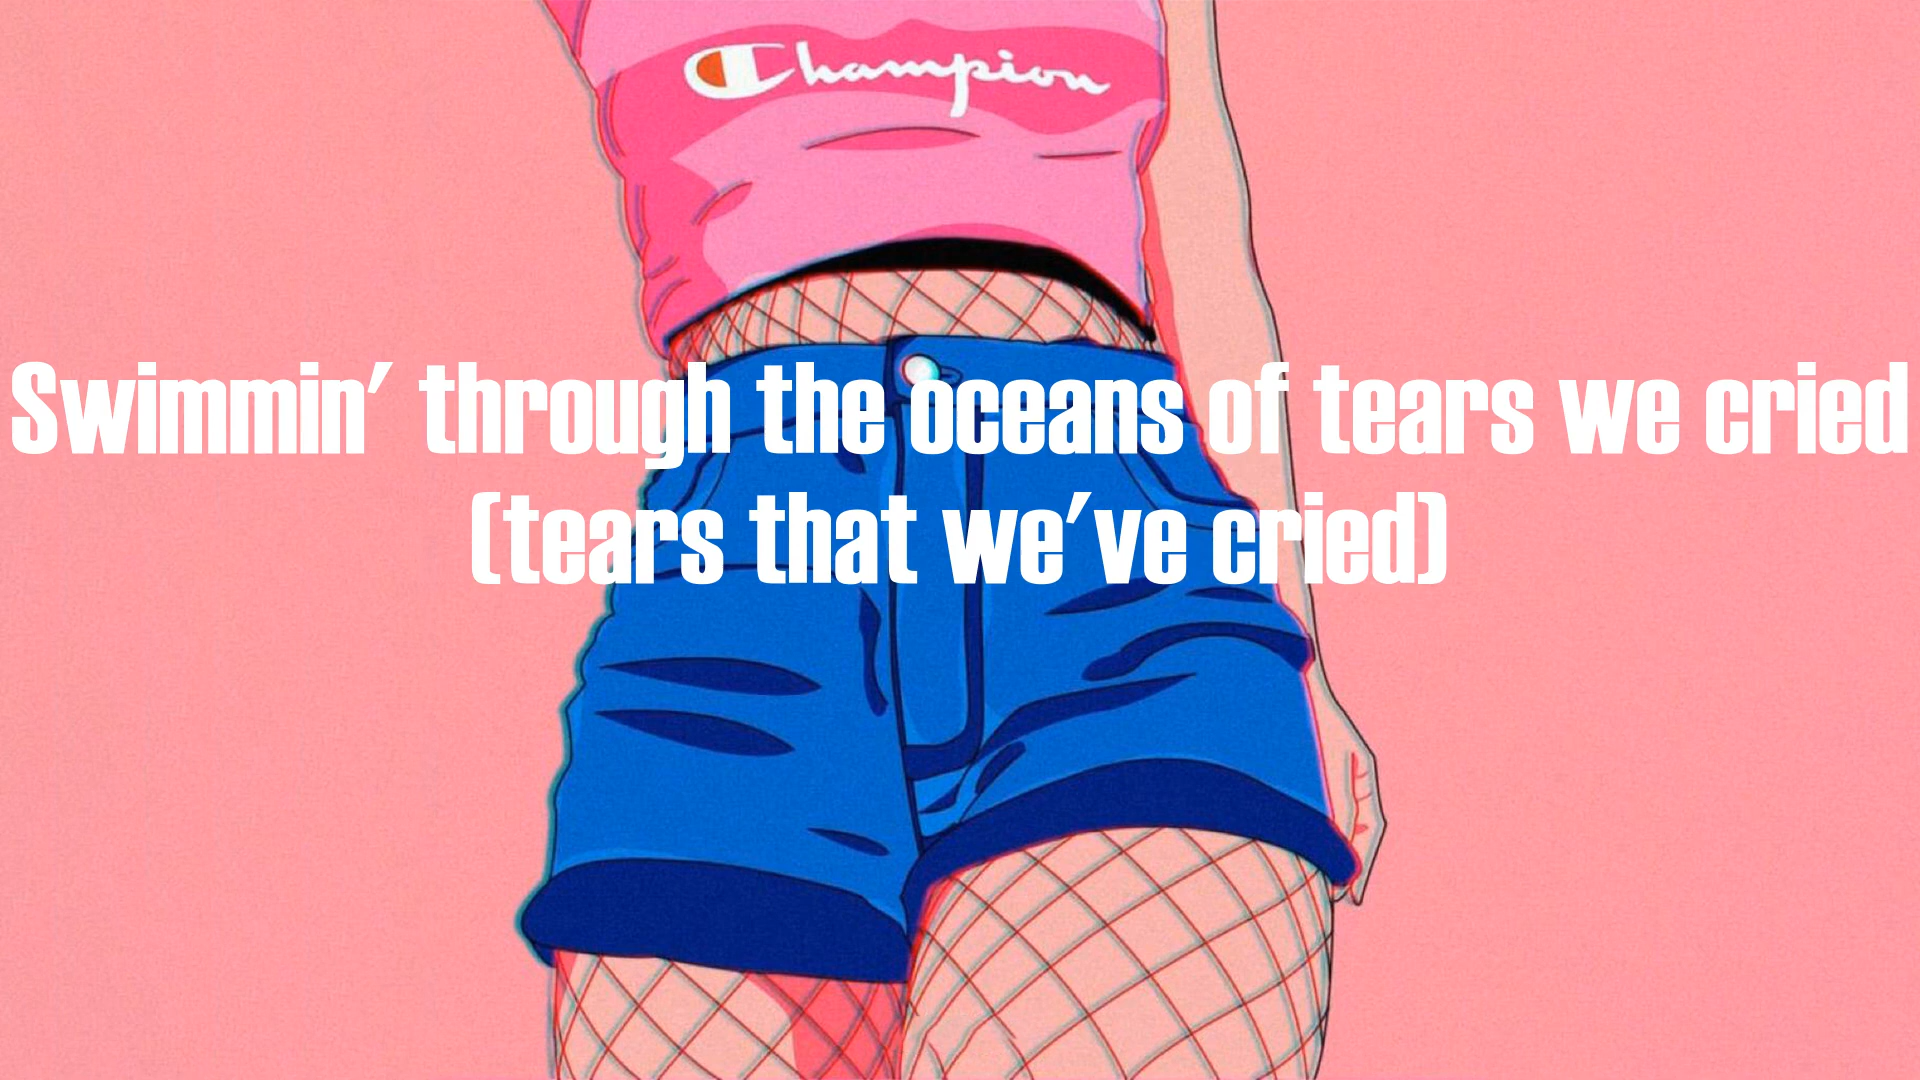 Champion
Swimmin' through the oceans of tears we cried
(tears that we've cried)